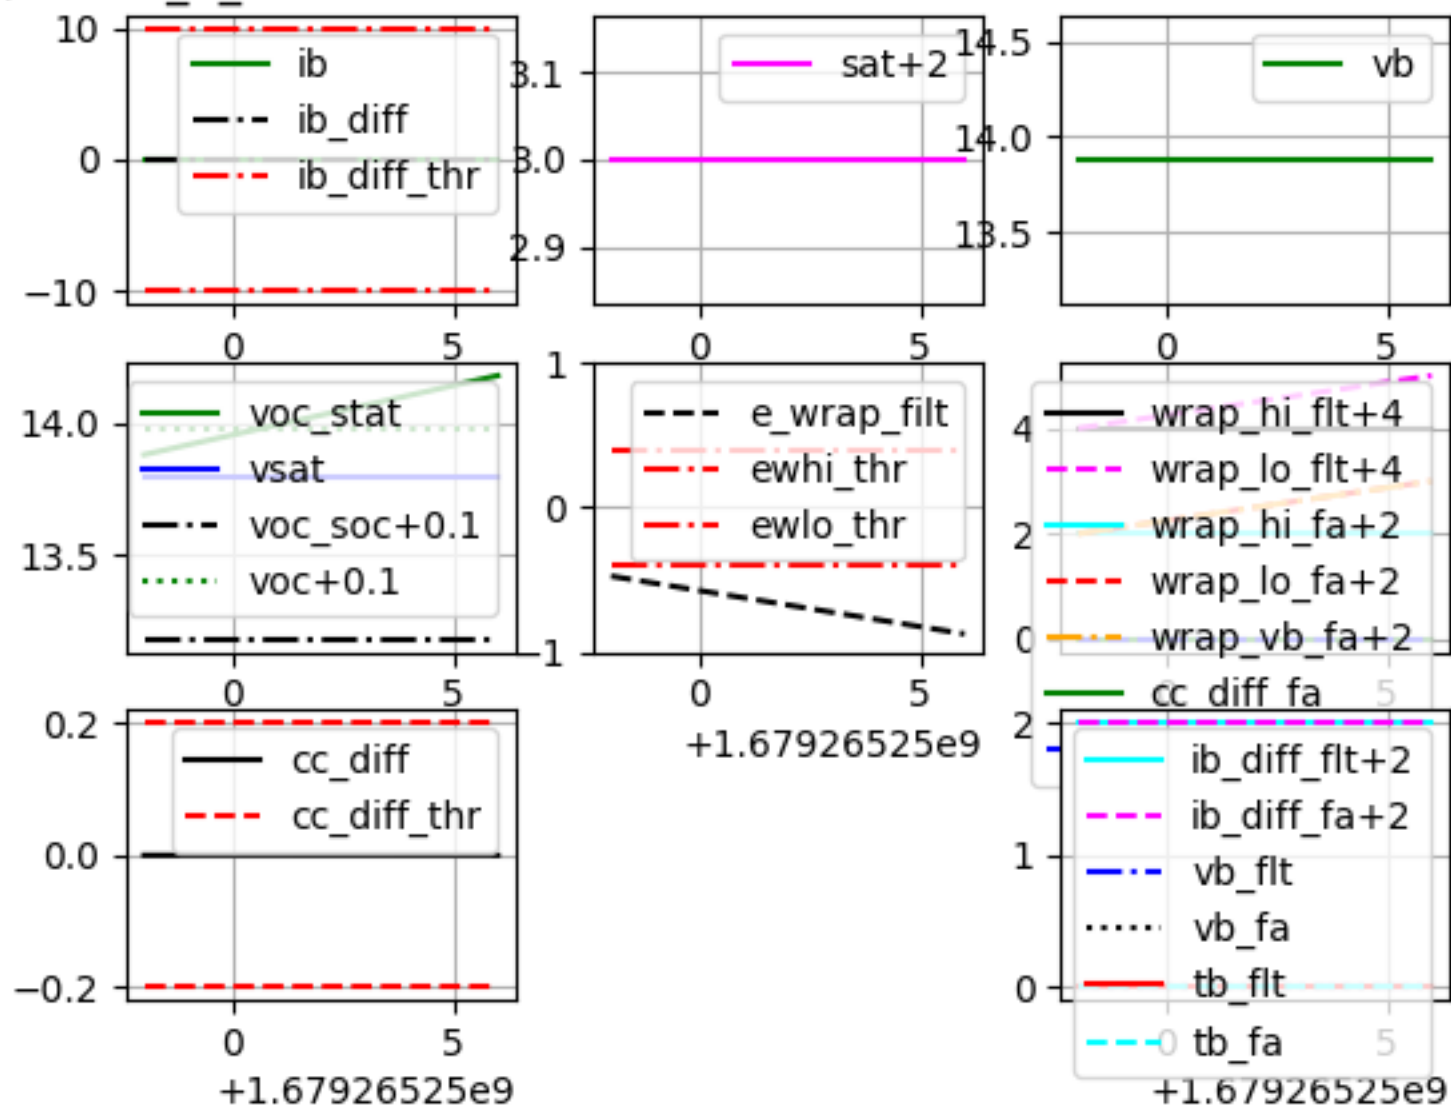 10
0
−10
ib
ib_diff
ib_diff_thr
0
5
3.1
3.0
2.9
sat+2
0
5
14.5
14.0
13.5
vb
0
5
14.0
13.5
voc_stat
vsat
voc_soc+0.1
voc+0.1
0
5
1
0
−1
e_wrap_filt
ewhi_thr
ewlo_thr
0
5
+1.67926525e9
4
2
0
wrap_hi_flt+4
wrap_lo_flt+4
wrap_hi_fa+2
wrap_lo_fa+2
wrap_vb_fa+2
cc_diff_fa
0
5
0.2
0.0
−0.2
cc_diff
cc_diff_thr
0
5
+1.67926525e9
2
1
0
ib_diff_flt+2
ib_diff_fa+2
vb_flt
vb_fa
tb_flt
tb_fa
0
5
+1.67926525e9